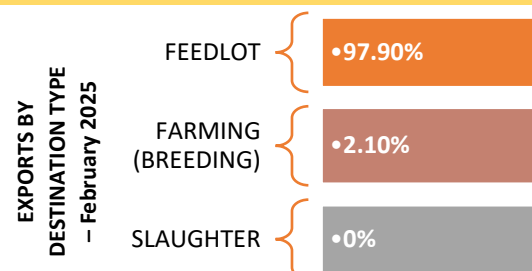 EXPORTS BY
DESTINATION TYPE
– February 2025
FEEDLOT
•97.90%
FARMING
(BREEDING)
•2.10%
SLAUGHTER
•0%